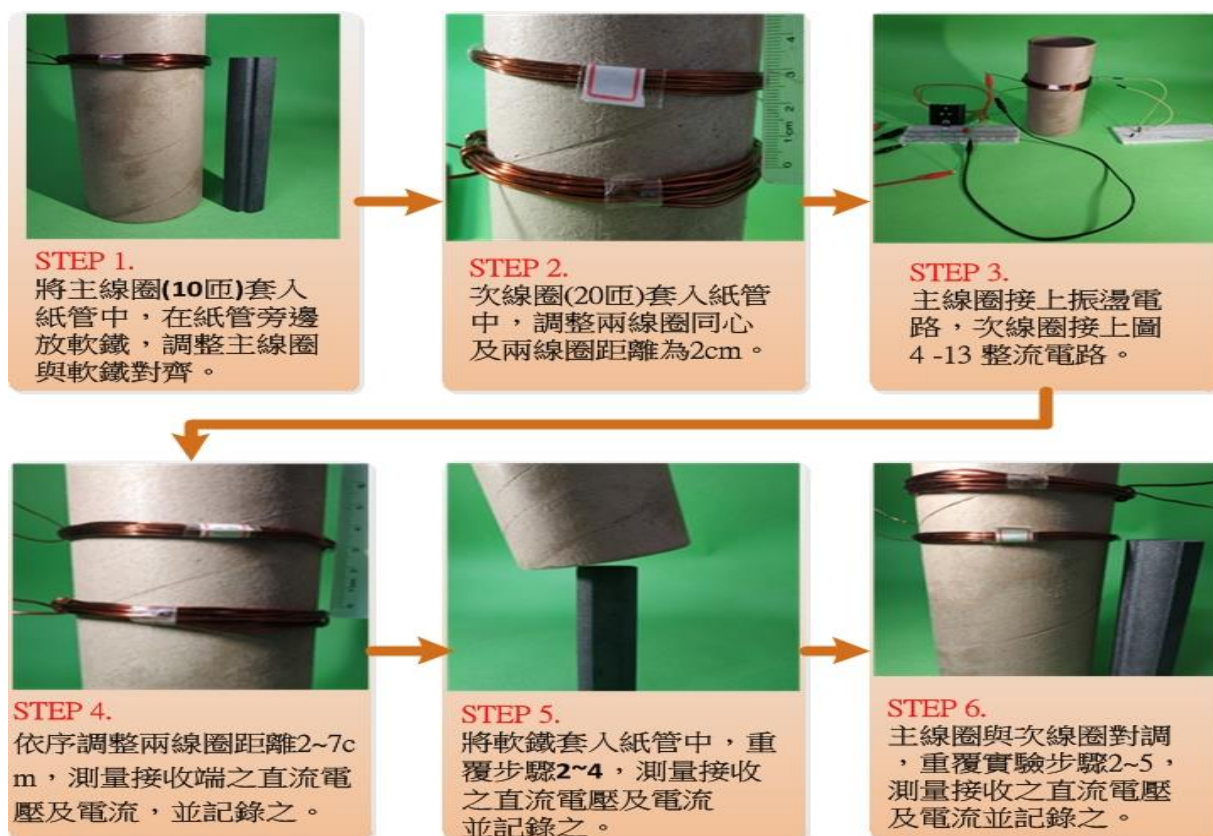 STEP 1.
將主線圈(10匝)套入
紙管中，在紙管旁邊
放軟鐵，調整主線圈
與軟鐵對齊。
STEP 2.
次線圈(20匝)套入紙管
中，調整兩線圈同心
及兩線圈距離為2cm。
STEP 3.
主線圈接上振盪電
路，次線圈接上圖
4 -13 整流電路。
STEP 4.
依序調整兩線圈距離2~7c
m，測量接收端之直流電
壓及電流，並記錄之。
STEP 5.
將軟鐵套入紙管中，重
覆步驟2~4，測量接收
之直流電壓及電流
並記錄之。
STEP 6.
主線圈與次線圈對調
，重覆實驗步驟2~5，
測量接收之直流電壓
及電流並記錄之。